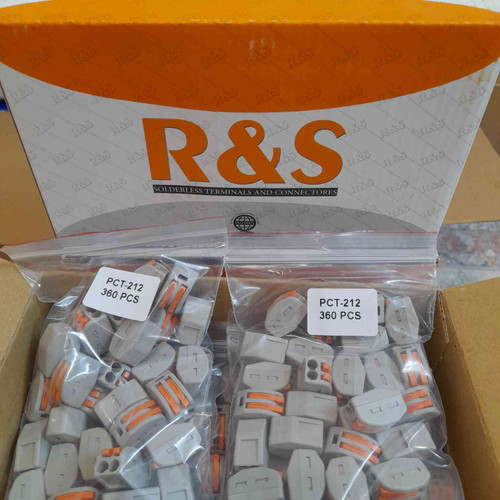 R&S
SOLDERLESS TERMINALS AND CONNECTORES
PCT-212
360 PCS
PCT-212
360 PCS